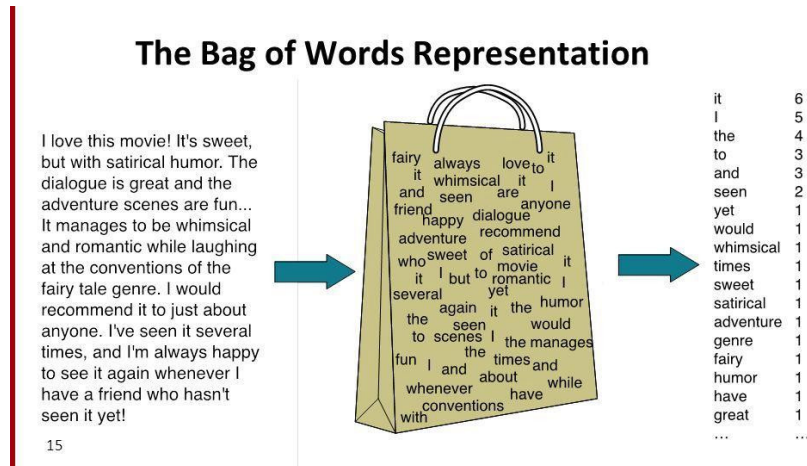 The Bag of Words Representation
I love this movie! It's sweet,
but with satirical humor. The
dialogue is great and the
adventure scenes are fun...
It manages to be whimsical
and romantic while laughing
at the conventions of the
fairy tale genre. I would
recommend it to just about
anyone. I've seen it several
times, and I'm always happy
to see it again whenever I
have a friend who hasn't
seen it yet!
15
fairy always love to it
it whimsical it I
and seen are anyone
friend happy dialogue
adventure recommend
who sweet of satirical
it I but to movie it
romantic I
several yet
again it the humor
the seen would
to scenes I the manages
fun the times and
I and about while
whenever have
conventions
with
it 6
I 5
the 4
to 3
and 3
seen 2
yet 1
would 1
whimsical 1
times 1
sweet 1
satirical 1
adventure 1
genre 1
fairy 1
humor 1
have 1
great 1
... ...